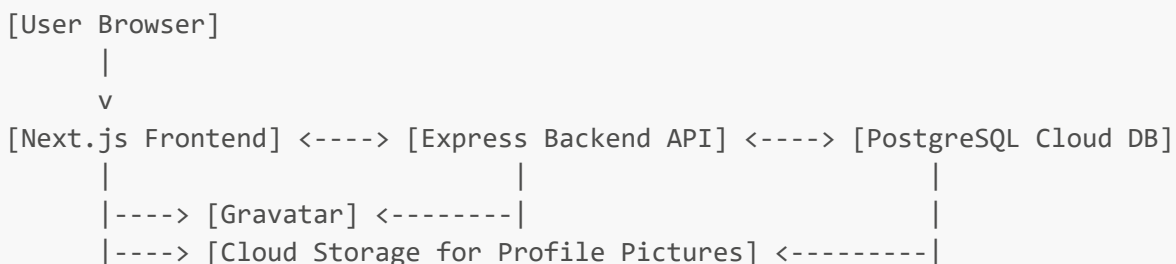 [User Browser]
      |
      v
[Next.js Frontend] <----> [Express Backend API] <----> [PostgreSQL Cloud DB]
      |                         |                         |
      |----> [Gravatar] <--------|                         |
      |----> [Cloud Storage for Profile Pictures] <---------|